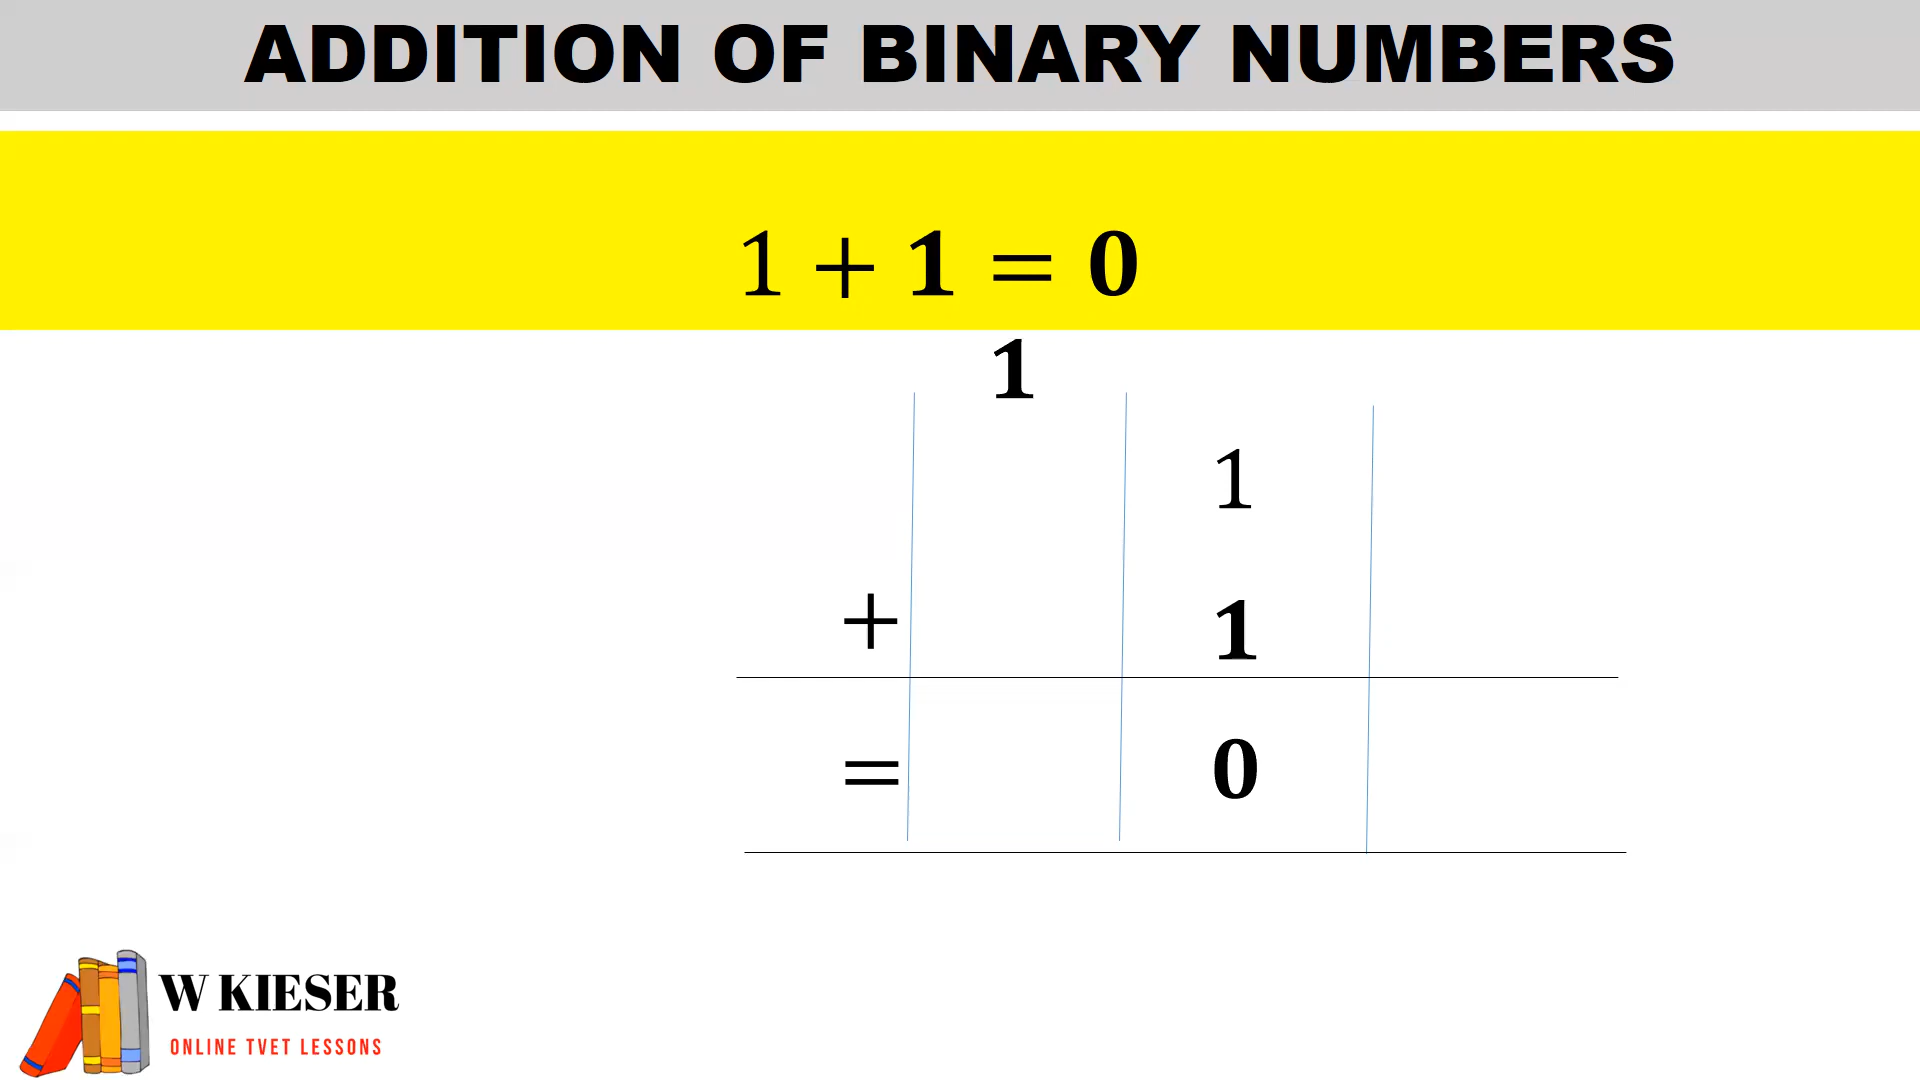 ADDITION OF BINARY NUMBERS
1 + 1 = 0
1
1
+ 1
= 0
W KIESER
ONLINE TVET LESSONS